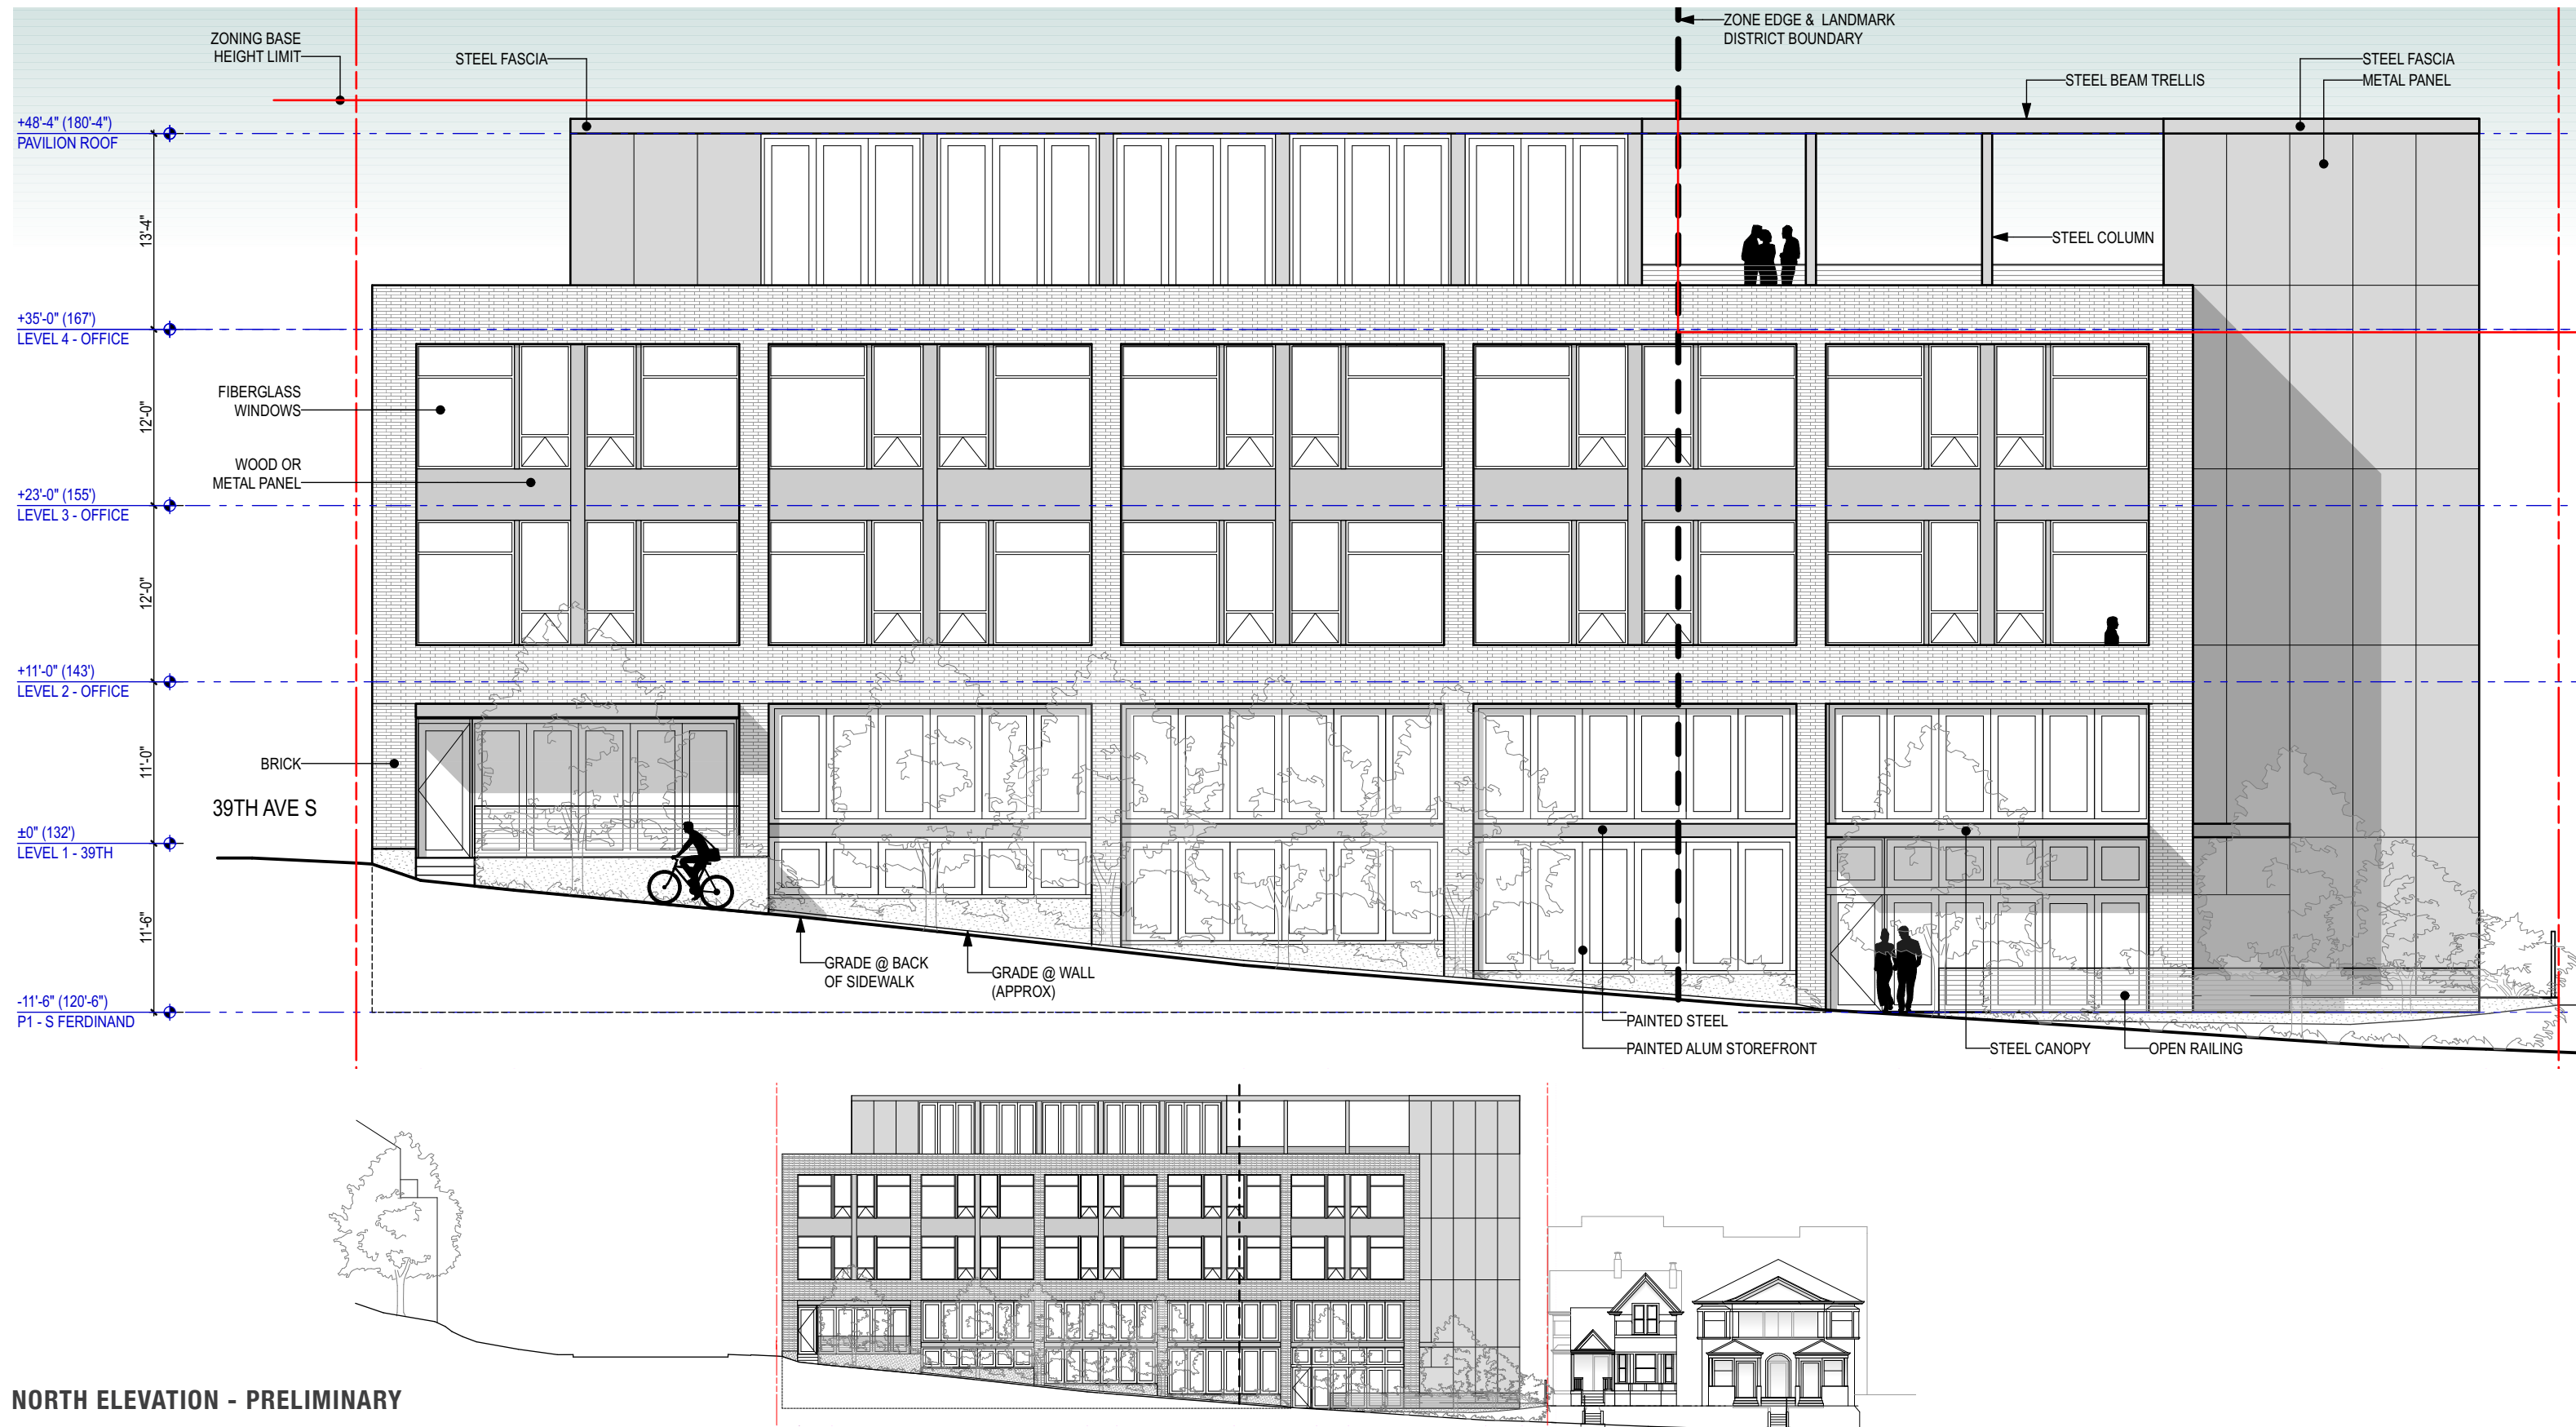 ZONING BASE
HEIGHT LIMIT
STEEL FASCIA
ZONE EDGE & LANDMARK
DISTRICT BOUNDARY
STEEL BEAM TRELLIS
STEEL FASCIA
METAL PANEL
+48'-4" (180'-4")
PAVILION ROOF
13'-4"
STEEL COLUMN
+35'-0" (167')
LEVEL 4 - OFFICE
FIBERGLASS
WINDOWS
12'-0"
WOOD OR
METAL PANEL
+23'-0" (155')
LEVEL 3 - OFFICE
12'-0"
+11'-0" (143')
LEVEL 2 - OFFICE
11'-0"
BRICK
39TH AVE S
±0" (132')
LEVEL 1 - 39TH
11'-6"
GRADE @ BACK
OF SIDEWALK
GRADE @ WALL
(APPROX)
-11'-6" (120'-6")
P1 - S FERDINAND
PAINTED STEEL
PAINTED ALUM STOREFRONT
STEEL CANOPY
OPEN RAILING
NORTH ELEVATION - PRELIMINARY